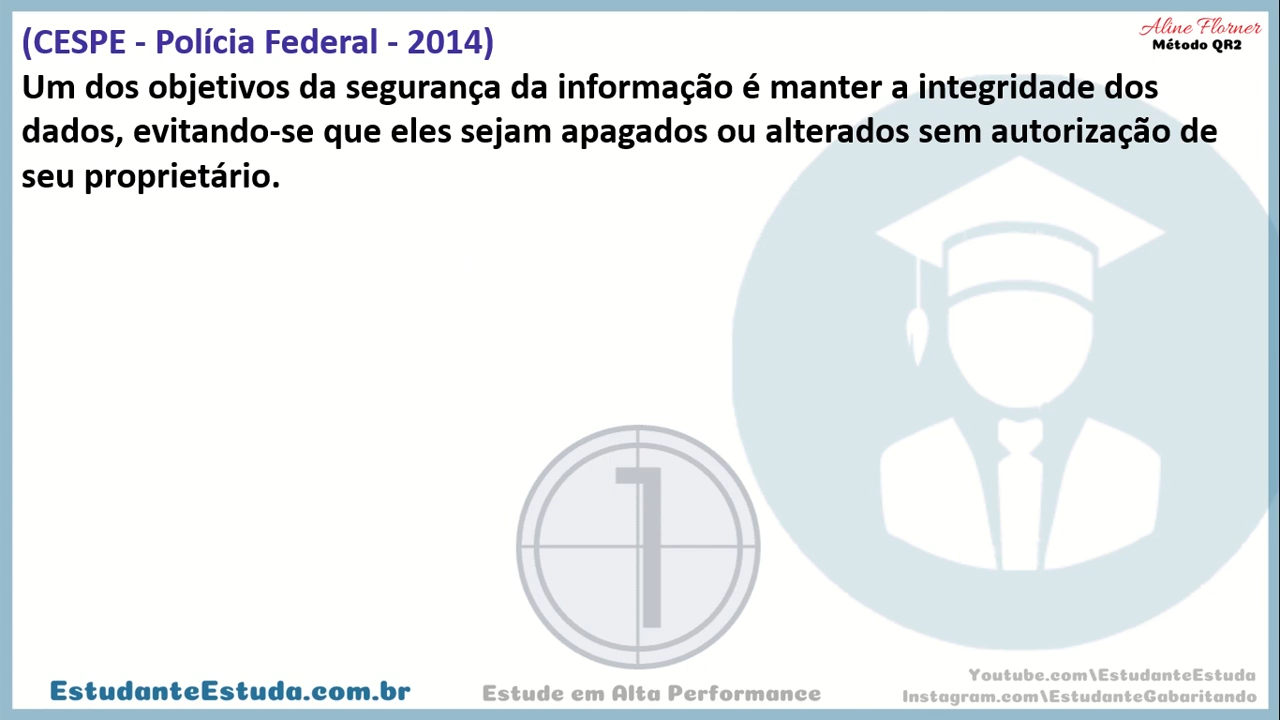 (CESPE - Polícia Federal - 2014)
Aline Florner
Método QR2
Um dos objetivos da segurança da informação é manter a integridade dos
dados, evitando-se que eles sejam apagados ou alterados sem autorização de
seu proprietário.
1
EstudanteEstuda.com.br
Estude em Alta Performance
Youtube.com\EstudanteEstuda
Instagram.com/EstudanteGabaritando